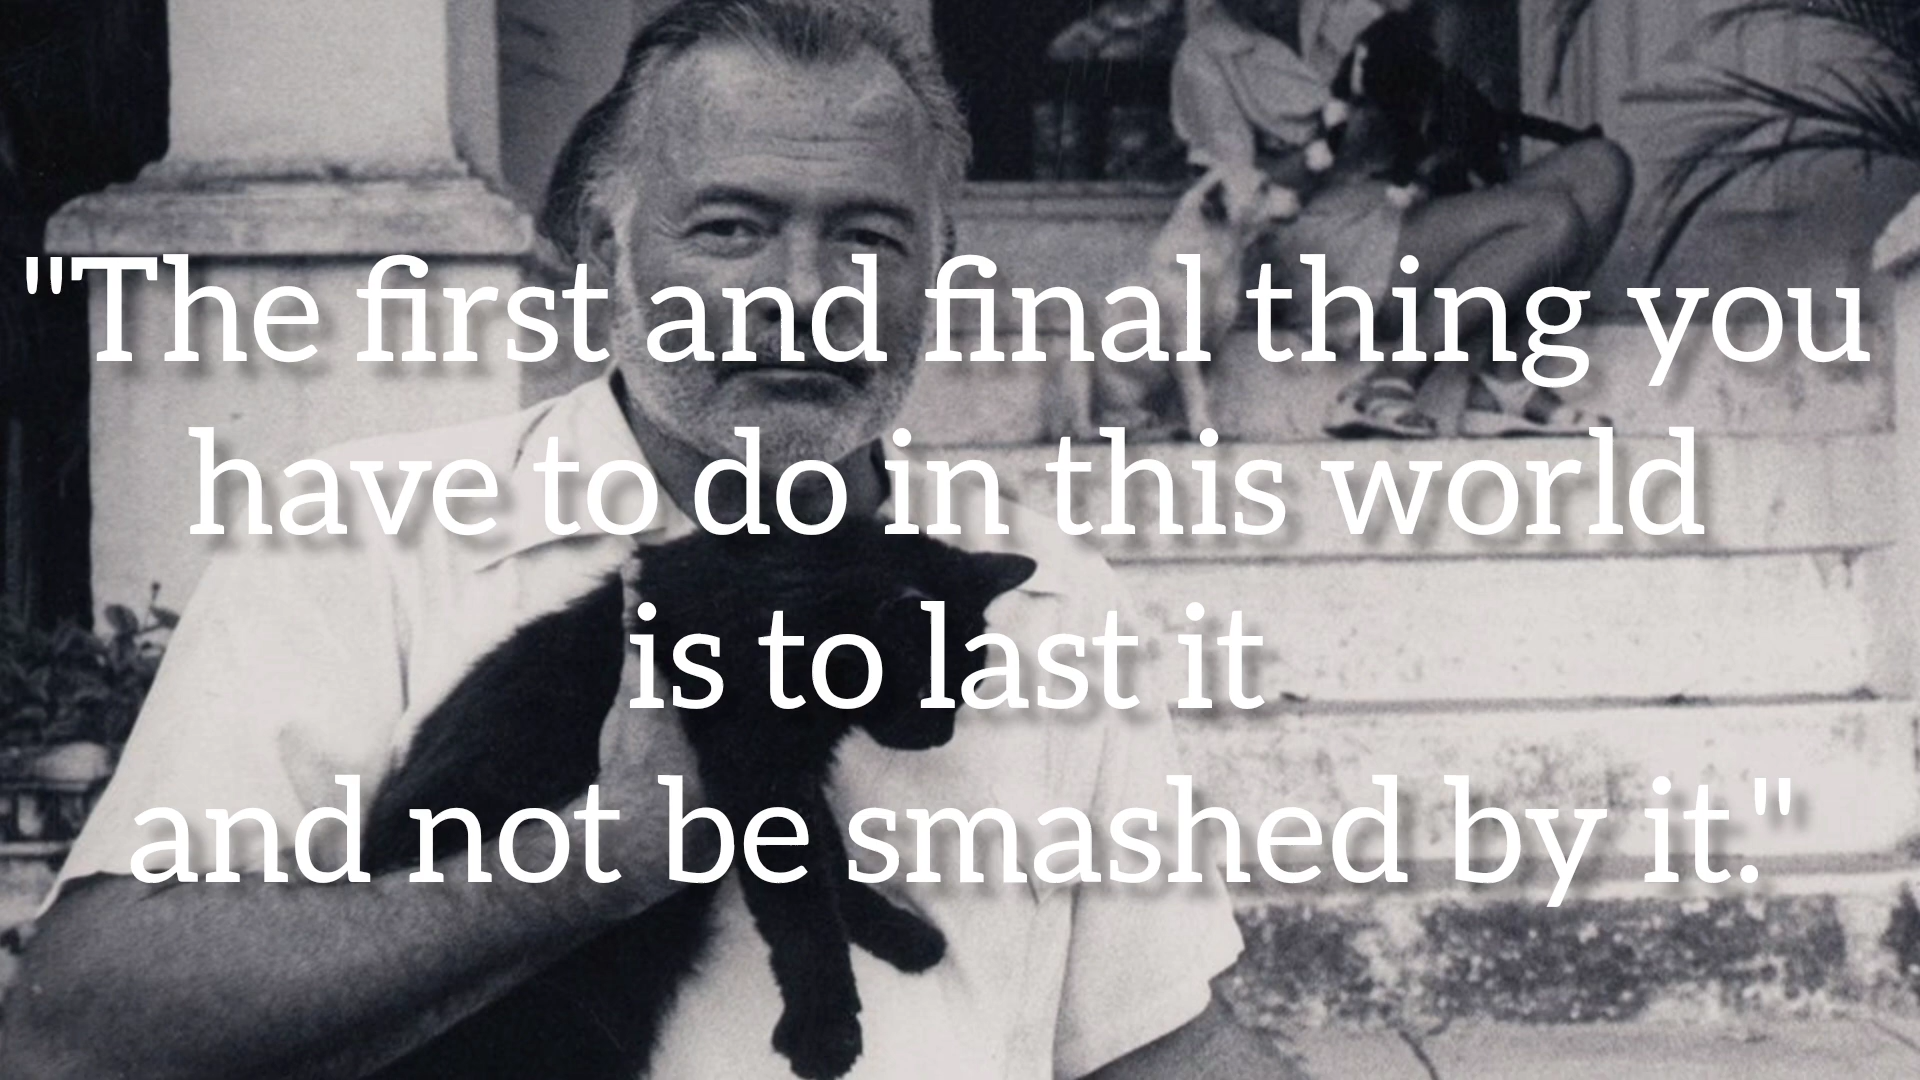 "The first and final thing you
have to do in this world
is to last it
and not be smashed by it."